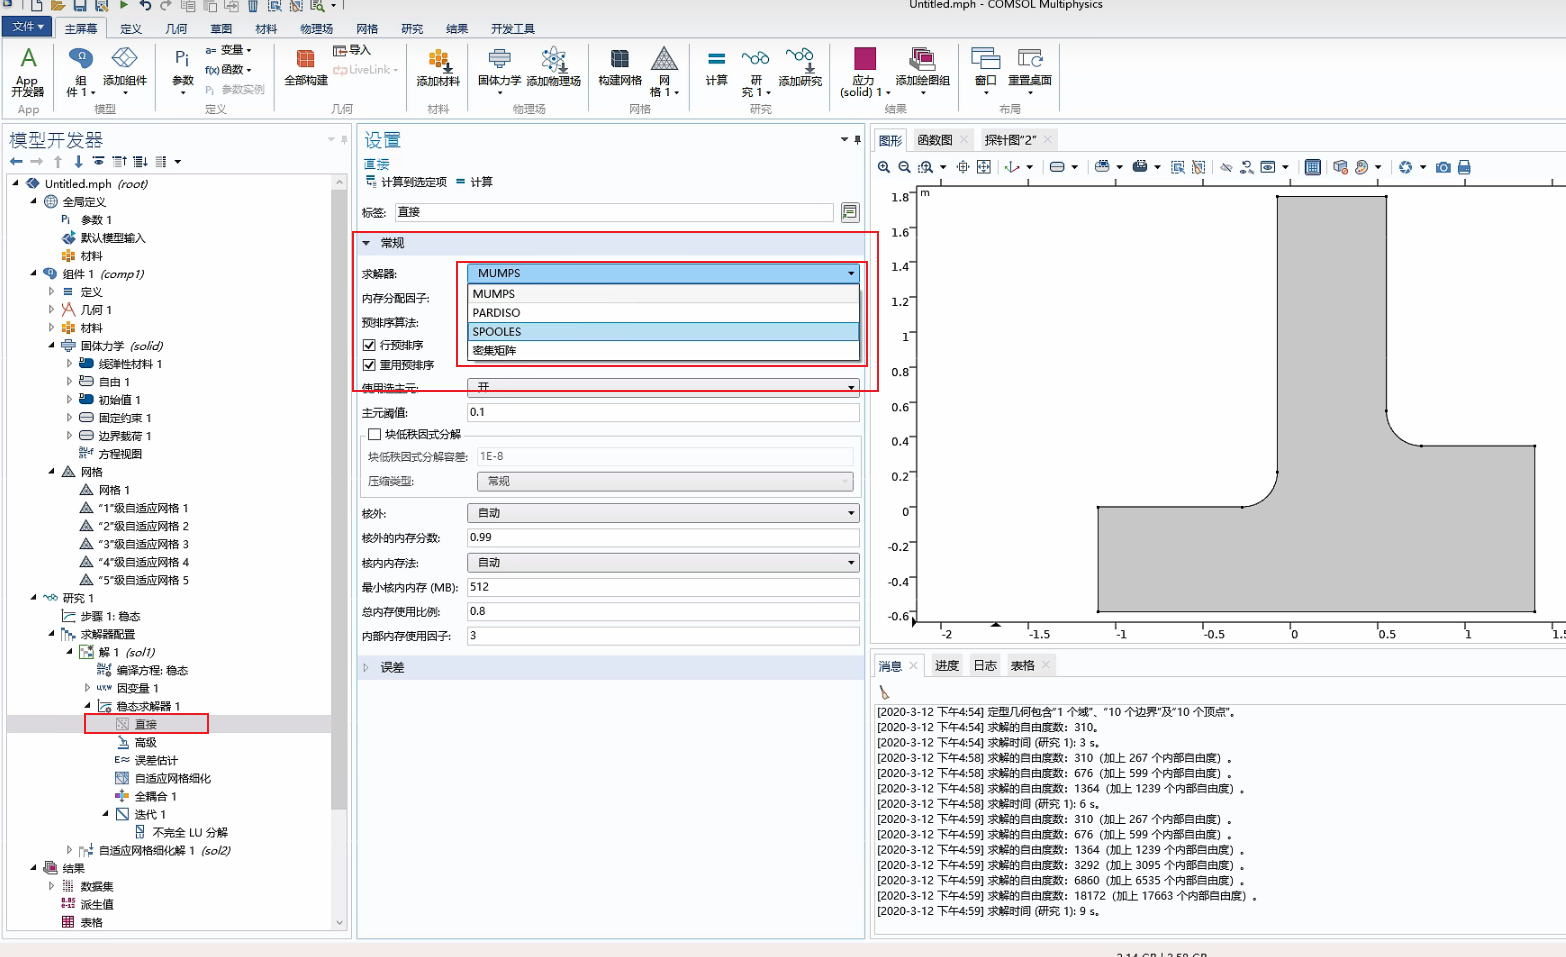 Untitled.mph - COMSOL Multiphysics
文件 主屏幕 定义 几何 草图 材料 物理场 网格 研究 结果 开发工具
App 开发器
组件 1
添加组件
参数
a= 变量
f(x) 函数
Pi 参数实例
全部构建
导入
LiveLink
添加材料
固体力学
添加物理场
构建网格
网格 1
计算
研究 1
添加研究
应力 (solid) 1
添加绘图组
窗口
重置桌面
App 模型 定义 几何 材料 物理场 网格 研究 结果 布局
模型开发器
Untitled.mph (root)
全局定义
Pi 参数 1
默认模型输入
材料
组件 1 (comp1)
定义
几何 1
材料
固体力学 (solid)
线弹性材料 1
自由 1
初始值 1
固定约束 1
边界载荷 1
方程视图
网格
网格 1
“1”级自适应网格 1
“2”级自适应网格 2
“3”级自适应网格 3
“4”级自适应网格 4
“5”级自适应网格 5
研究 1
步骤 1: 稳态
求解器配置
解 1 (sol1)
编译方程: 稳态
因变量 1
稳态求解器 1
直接
高级
误差估计
自适应网格细化
全耦合 1
迭代 1
不完全 LU 分解
自适应网格细化解 1 (sol2)
结果
数据集
派生值
表格
设置
直接
计算到选定项 = 计算
标签: 直接
常规
求解器: MUMPS
MUMPS
PARDISO
SPOOLES
密集矩阵
内存分配因子:
预排序算法:
行预排序
重用预排序
使用选主元: 开
主元阈值: 0.1
块低秩因式分解
块低秩因式分解容差: 1E-8
压缩类型: 常规
核外: 自动
核外的内存分数: 0.99
核内内存法: 自动
最小核内内存 (MB): 512
总内存使用比例: 0.8
内部内存使用因子: 3
误差
图形 函数图 探针图“2”
m
1.8
1.6
1.4
1.2
1
0.8
0.6
0.4
0.2
0
-0.2
-0.4
-0.6
-2 -1.5 -1 -0.5 0 0.5 1 1.5
消息 进度 日志 表格
[2020-3-12 下午4:54] 定型几何包含“1 个域”、“10 个边界”及“10 个顶点”。
[2020-3-12 下午4:54] 求解的自由度数：310。
[2020-3-12 下午4:54] 求解时间 (研究 1): 3 s。
[2020-3-12 下午4:58] 求解的自由度数：310（加上 267 个内部自由度）。
[2020-3-12 下午4:58] 求解的自由度数：676（加上 599 个内部自由度）。
[2020-3-12 下午4:58] 求解的自由度数：1364（加上 1239 个内部自由度）。
[2020-3-12 下午4:58] 求解时间 (研究 1): 6 s。
[2020-3-12 下午4:59] 求解的自由度数：310（加上 267 个内部自由度）。
[2020-3-12 下午4:59] 求解的自由度数：676（加上 599 个内部自由度）。
[2020-3-12 下午4:59] 求解的自由度数：1364（加上 1239 个内部自由度）。
[2020-3-12 下午4:59] 求解的自由度数：3292（加上 3095 个内部自由度）。
[2020-3-12 下午4:59] 求解的自由度数：6860（加上 6535 个内部自由度）。
[2020-3-12 下午4:59] 求解的自由度数：18172（加上 17663 个内部自由度）。
[2020-3-12 下午4:59] 求解时间 (研究 1): 9 s。